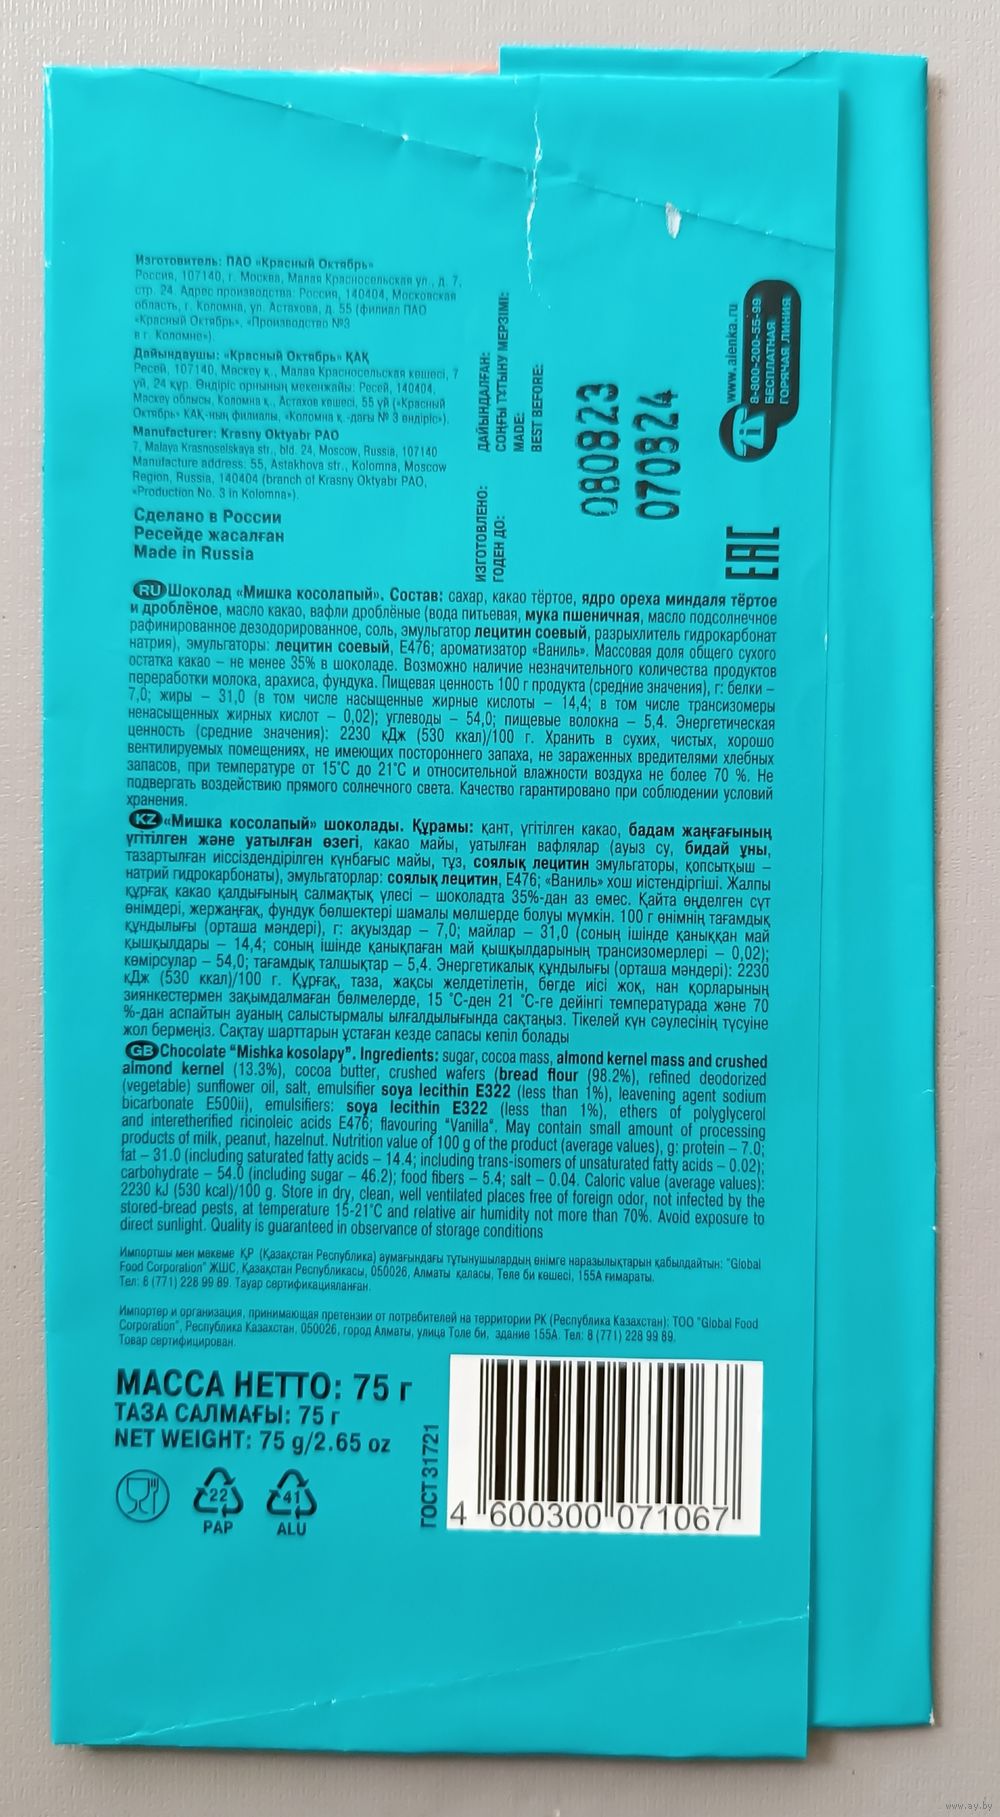 Изготовитель: ПАО «Красный Октябрь»
Россия, 107140, г. Москва, Малая Красносельская ул., д. 7,
стр. 24. Адрес производства: Россия, 140404, Московская
область, г. Коломна, ул. Астахова, д. 55 (филиал ПАО
«Красный Октябрь», «Производство №3
в г. Коломна»).
Дайындаушы: «Красный Октябрь» ҚАҚ
Ресей, 107140, Мәскеу қ., Малая Красносельская көшесі, 7
үй, 24 құр. Өндіріс орнының мекенжайы: Ресей, 140404,
Мәскеу облысы, Коломна қ., Астахов көшесі, 55 үй («Красный
Октябрь» КАҚ-ның филиалы, «Коломна қ.-дағы № 3 өндіріс»).
Manufacturer: Krasny Oktyabr PAO
7, Malaya Krasnoselskaya str., bld. 24, Moscow, Russia, 107140
Manufacture address: 55, Astakhova str., Kolomna, Moscow
Region, Russia, 140404 (branch of Krasny Oktyabr PAO,
«Production No. 3 in Kolomna»).
Сделано в России
Ресейде жасалған
Made in Russia
ИЗГОТОВЛЕНО: ДАЙЫНДАЛҒАН:
ГОДЕН ДО: СОҢҒЫ ТҰТЫНУ МЕРЗІМІ:
MADE:
BEST BEFORE:
080823
070824
www.alenka.ru
8-800-200-55-99
БЕСПЛАТНАЯ
ГОРЯЧАЯ ЛИНИЯ
EAC
RU Шоколад «Мишка косолапый». Состав: сахар, какао тёртое, ядро ореха миндаля тёртое
и дроблёное, масло какао, вафли дроблёные (вода питьевая, мука пшеничная, масло подсолнечное
рафинированное дезодорированное, соль, эмульгатор лецитин соевый, разрыхлитель гидрокарбонат
натрия), эмульгаторы: лецитин соевый, Е476; ароматизатор «Ваниль». Массовая доля общего сухого
остатка какао – не менее 35% в шоколаде. Возможно наличие незначительного количества продуктов
переработки молока, арахиса, фундука. Пищевая ценность 100 г продукта (средние значения), г: белки –
7,0; жиры – 31,0 (в том числе насыщенные жирные кислоты – 14,4; в том числе трансизомеры
ненасыщенных жирных кислот – 0,02); углеводы – 54,0; пищевые волокна – 5,4. Энергетическая
ценность (средние значения): 2230 кДж (530 ккал)/100 г. Хранить в сухих, чистых, хорошо
вентилируемых помещениях, не имеющих постороннего запаха, не зараженных вредителями хлебных
запасов, при температуре от 15°С до 21°С и относительной влажности воздуха не более 70 %. Не
подвергать воздействию прямого солнечного света. Качество гарантировано при соблюдении условий
хранения.
KZ «Мишка косолапый» шоколады. Құрамы: қант, үгітілген какао, бадам жаңғағының
үгітілген және уатылған өзегі, какао майы, уатылған вафлялар (ауыз су, бидай ұны,
тазартылған иіссіздендірілген күнбағыс майы, тұз, соялық лецитин эмульгаторы, қопсытқыш –
натрий гидрокарбонаты), эмульгаторлар: соялық лецитин, Е476; «Ваниль» хош иістендіргіші. Жалпы
құрғақ какао қалдығының салмақтық үлесі – шоколадта 35%-дан аз емес. Қайта өңделген сүт
өнімдері, жержаңғақ, фундук бөлшектері шамалы мөлшерде болуы мүмкін. 100 г өнімнің тағамдық
құндылығы (орташа мәндері), г: ақуыздар – 7,0; майлар – 31,0 (соның ішінде қаныққан май
қышқылдары – 14,4; соның ішінде қанықпаған май қышқылдарының трансизомерлері – 0,02);
көмірсулар – 54,0; тағамдық талшықтар – 5,4. Энергетикалық құндылығы (орташа мәндері): 2230
кДж (530 ккал)/100 г. Құрғақ, таза, жақсы желдетілетін, бөгде иісі жоқ, нан қорларының
зиянкестермен зақымдалмаған бөлмелерде, 15 °С-ден 21 °С-ге дейінгі температурада және 70
%-дан аспайтын ауаның салыстырмалы ылғалдылығында сақтаңыз. Тікелей күн сәулесінің түсуіне
жол бермеңіз. Сақтау шарттарын ұстаған кезде сапасы кепіл болады
GB Chocolate "Mishka kosolapy". Ingredients: sugar, cocoa mass, almond kernel mass and crushed
almond kernel (13.3%), cocoa butter, crushed wafers (bread flour (98.2%), refined deodorized
(vegetable) sunflower oil, salt, emulsifier soya lecithin E322 (less than 1%), leavening agent sodium
bicarbonate E500ii), emulsifiers: soya lecithin E322 (less than 1%), ethers of polyglycerol
and interetherified ricinoleic acids E476; flavouring "Vanilla". May contain small amount of processing
products of milk, peanut, hazelnut. Nutrition value of 100 g of the product (average values), g: protein – 7.0;
fat – 31.0 (including saturated fatty acids – 14.4; including trans-isomers of unsaturated fatty acids – 0.02);
carbohydrate – 54.0 (including sugar – 46.2); food fibers – 5.4; salt – 0.04. Caloric value (average values):
2230 kJ (530 kcal)/100 g. Store in dry, clean, well ventilated places free of foreign odor, not infected by the
stored-bread pests, at temperature 15-21°C and relative air humidity not more than 70%. Avoid exposure to
direct sunlight. Quality is guaranteed in observance of storage conditions
Импортшы мен мекеме ҚР (Қазақстан Республика) аумағындағы тұтынушылардың өнімге наразылықтарын қабылдайтын: "Global
Food Corporation" ЖШС, Қазақстан Республикасы, 050026, Алматы қаласы, Төле би көшесі, 155А ғимараты.
Тел: 8 (771) 228 99 89. Тауар сертификацияланған.
Импортер и организация, принимающая претензии от потребителей на территории РК (Республика Казахстан): ТОО "Global Food
Corporation", Республика Казахстан, 050026, город Алматы, улица Толе би, здание 155А. Тел: 8 (771) 228 99 89.
Товар сертифицирован.
МАССА НЕТТО: 75 г
ТАЗА САЛМАҒЫ: 75 г
NET WEIGHT: 75 g/2.65 oz
22
PAP
41
ALU
ГОСТ 31721
4 600300 071067
www.ay.by